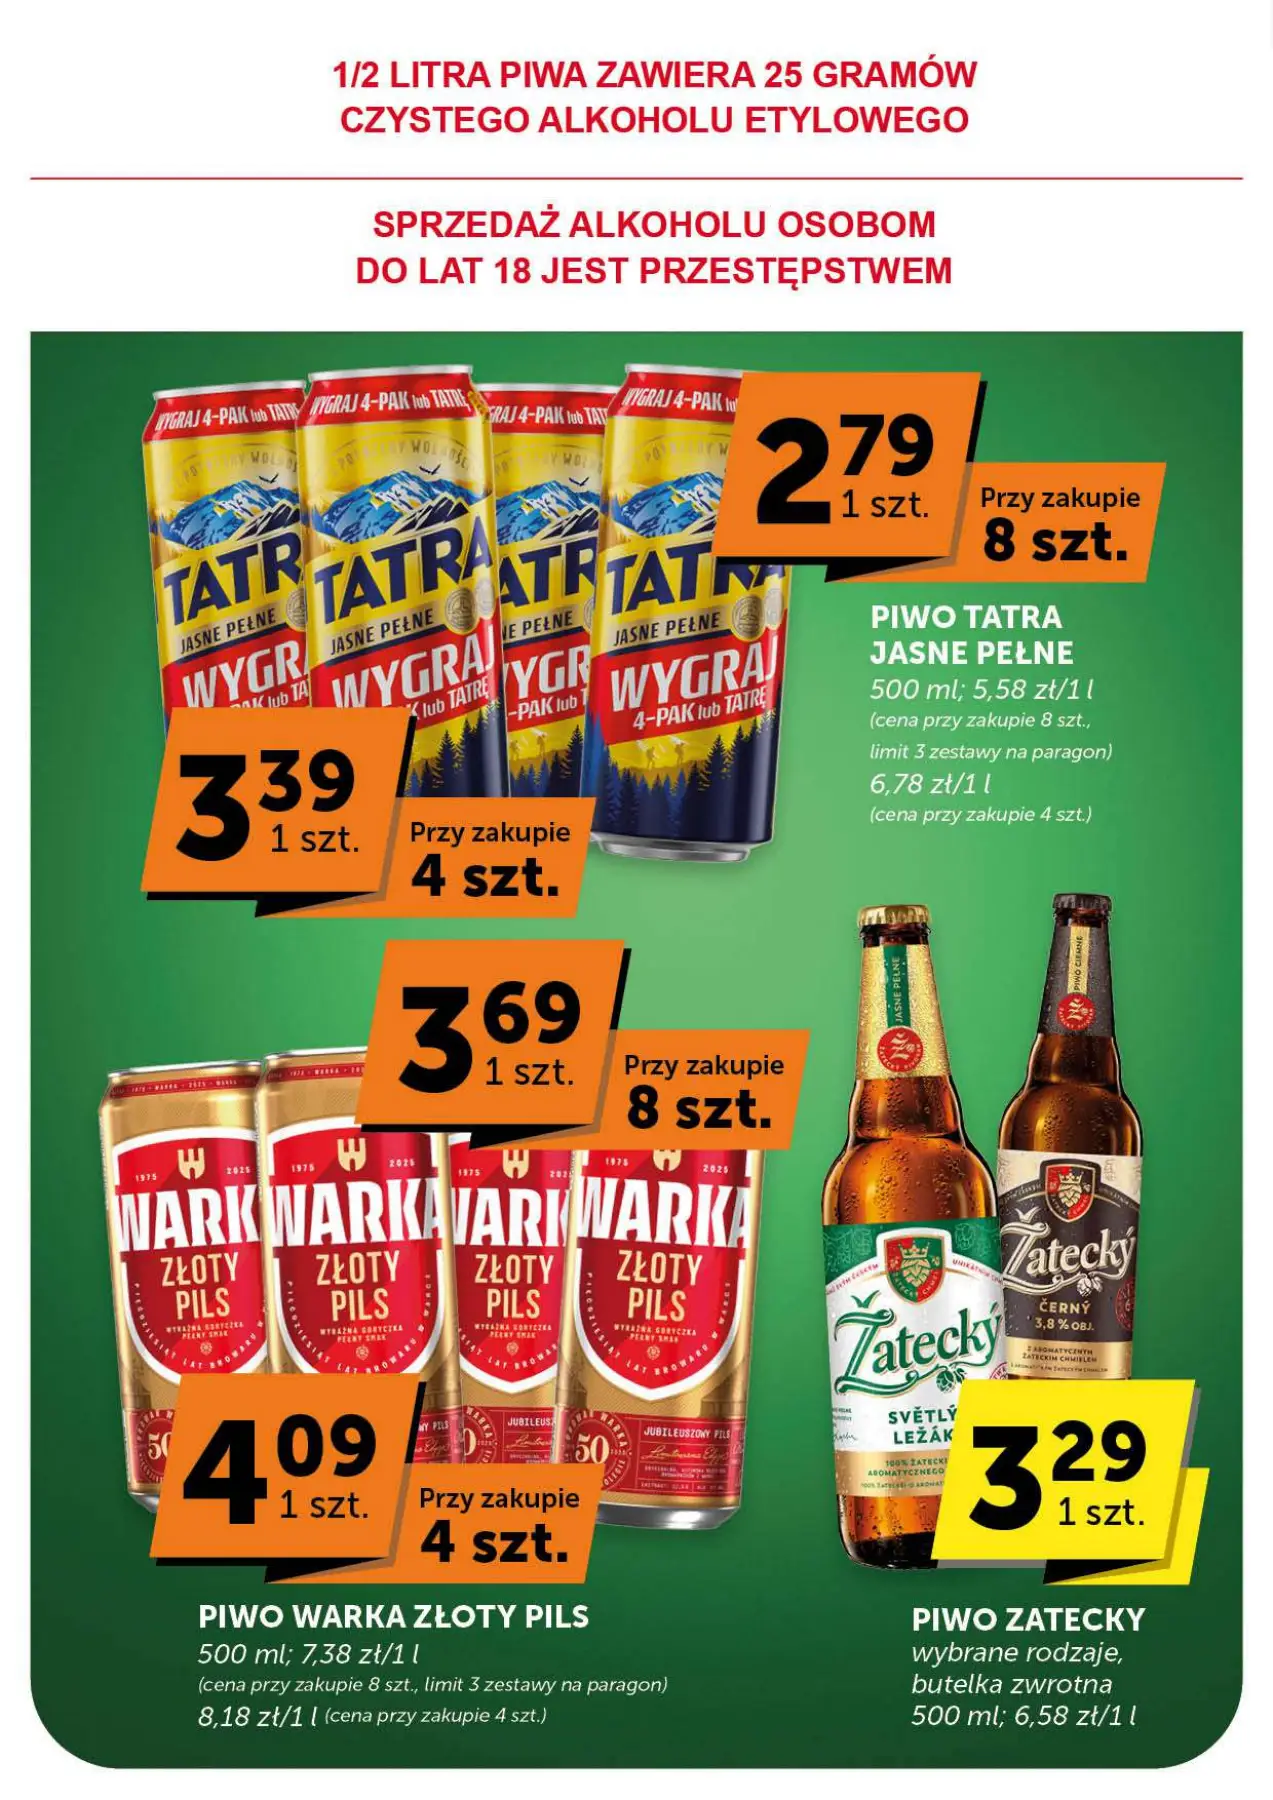 1/2 LITRA PIWA ZAWIERA 25 GRAMÓW
CZYSTEGO ALKOHOLU ETYLOWEGO
SPRZEDAŻ ALKOHOLU OSOBOM
DO LAT 18 JEST PRZESTĘPSTWEM
WYGRAJ 4-PAK lub TATRĘ
TATRA
JASNE PEŁNE
WYGRAJ
4-PAK lub TATRĘ
2 79
1 szt.
Przy zakupie
8 szt.
PIWO TATRA
JASNE PEŁNE
500 ml; 5,58 zł/1 l
(cena przy zakupie 8 szt.,
limit 3 zestawy na paragon)
6,78 zł/1 l
(cena przy zakupie 4 szt.)
3 39
1 szt.
Przy zakupie
4 szt.
3 69
1 szt.
Przy zakupie
8 szt.
1975 2025
WARKA
ZŁOTY
PILS
WYRAŹNA GORYCZKA
PEŁNY SMAK
JUBILEUSZOWY PILS
50
4 09
1 szt.
Przy zakupie
4 szt.
PIWO WARKA ZŁOTY PILS
500 ml; 7,38 zł/1 l
(cena przy zakupie 8 szt., limit 3 zestawy na paragon)
8,18 zł/1 l (cena przy zakupie 4 szt.)
JASNE PEŁNE
Žatecký
SVĚTLÝ
LEŽÁK
PIWO CIEMNE
Žatecký
ČERNÝ
3,8 % OBJ.
Z AROMATYCZNYM
ŻATECKIM CHMIELEM
3 29
1 szt.
PIWO ZATECKY
wybrane rodzaje,
butelka zwrotna
500 ml; 6,58 zł/1 l